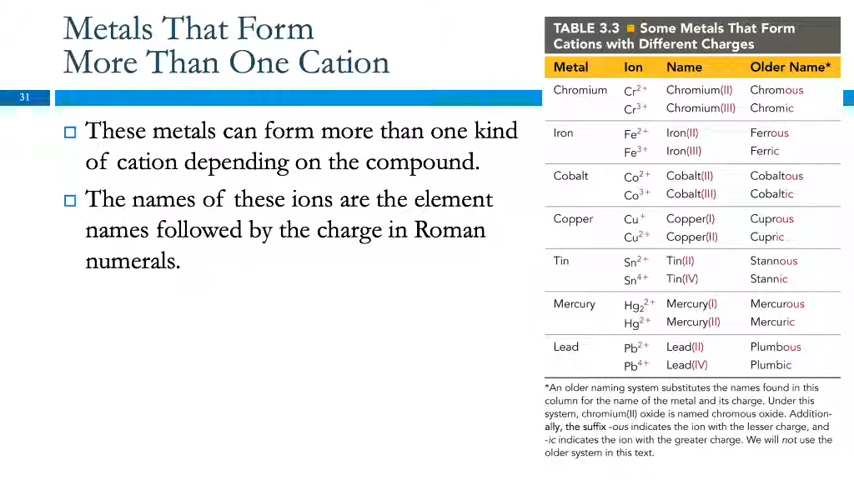 Metals That Form
More Than One Cation
31
These metals can form more than one kind
of cation depending on the compound.
The names of these ions are the element
names followed by the charge in Roman
numerals.
TABLE 3.3 ■ Some Metals That Form
Cations with Different Charges
Metal Ion Name Older Name*
Chromium Cr²⁺ Chromium(II) Chromous
Cr³⁺ Chromium(III) Chromic
Iron Fe²⁺ Iron(II) Ferrous
Fe³⁺ Iron(III) Ferric
Cobalt Co²⁺ Cobalt(II) Cobaltous
Co³⁺ Cobalt(III) Cobaltic
Copper Cu⁺ Copper(I) Cuprous
Cu²⁺ Copper(II) Cupric
Tin Sn²⁺ Tin(II) Stannous
Sn⁴⁺ Tin(IV) Stannic
Mercury Hg₂²⁺ Mercury(I) Mercurous
Hg²⁺ Mercury(II) Mercuric
Lead Pb²⁺ Lead(II) Plumbous
Pb⁴⁺ Lead(IV) Plumbic
*An older naming system substitutes the names found in this
column for the name of the metal and its charge. Under this
system, chromium(II) oxide is named chromous oxide. Addition-
ally, the suffix -ous indicates the ion with the lesser charge, and
-ic indicates the ion with the greater charge. We will not use the
older system in this text.